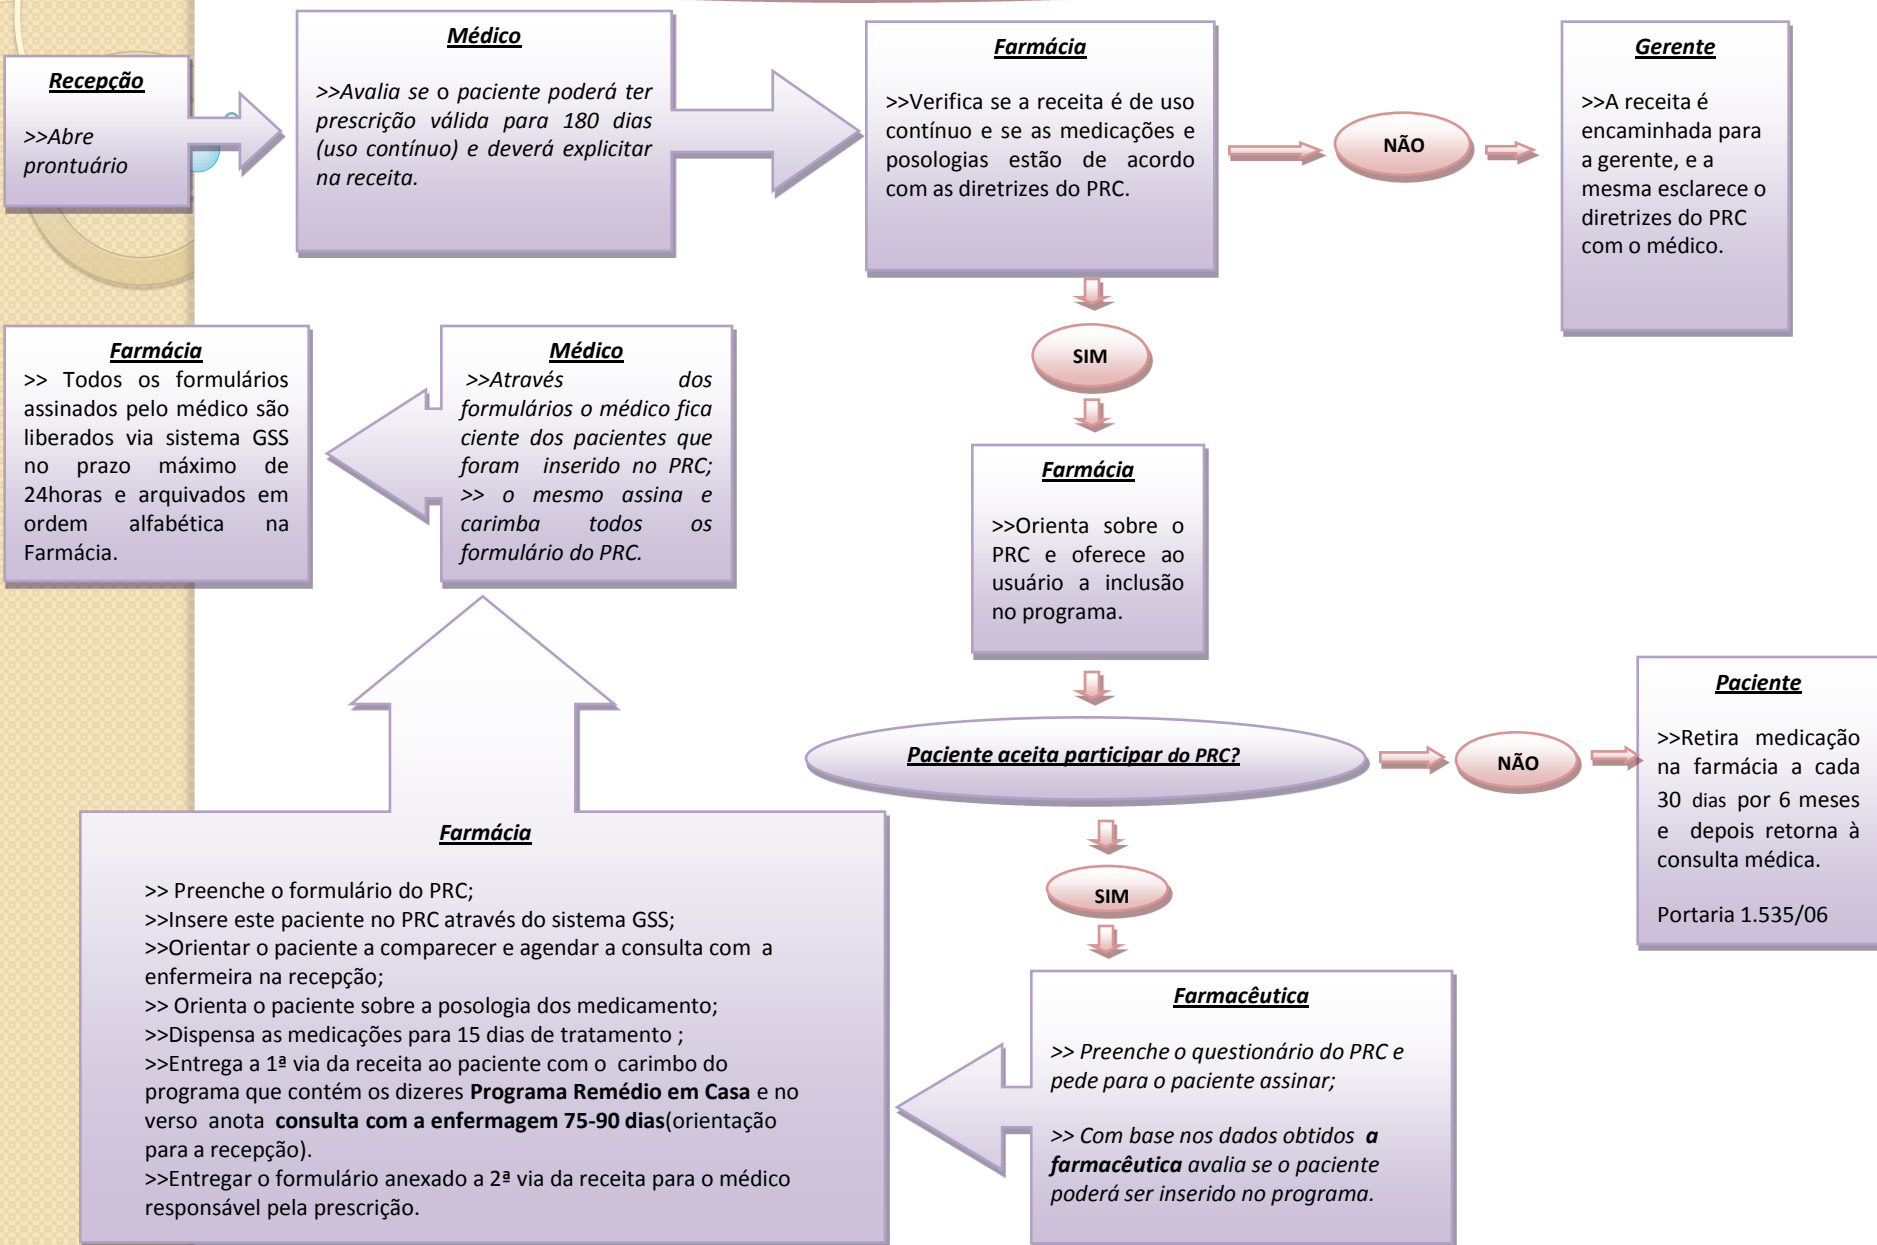 Recepção
>>Abre
prontuário
Médico
>>Avalia se o paciente poderá ter
prescrição válida para 180 dias
(uso contínuo) e deverá explicitar
na receita.
Farmácia
>>Verifica se a receita é de uso
contínuo e se as medicações e
posologias estão de acordo
com as diretrizes do PRC.
NÃO
Gerente
>>A receita é
encaminhada para
a gerente, e a
mesma esclarece o
diretrizes do PRC
com o médico.
SIM
Farmácia
>>Orienta sobre o
PRC e oferece ao
usuário a inclusão
no programa.
Paciente aceita participar do PRC?
NÃO
Paciente
>>Retira medicação
na farmácia a cada
30 dias por 6 meses
e depois retorna à
consulta médica.
Portaria 1.535/06
SIM
Farmacêutica
>> Preenche o questionário do PRC e
pede para o paciente assinar;
>> Com base nos dados obtidos a
farmacêutica avalia se o paciente
poderá ser inserido no programa.
Farmácia
>> Preenche o formulário do PRC;
>>Insere este paciente no PRC através do sistema GSS;
>>Orientar o paciente a comparecer e agendar a consulta com a
enfermeira na recepção;
>> Orienta o paciente sobre a posologia dos medicamento;
>>Dispensa as medicações para 15 dias de tratamento ;
>>Entrega a 1ª via da receita ao paciente com o carimbo do
programa que contém os dizeres Programa Remédio em Casa e no
verso anota consulta com a enfermagem 75-90 dias(orientação
para a recepção).
>>Entregar o formulário anexado a 2ª via da receita para o médico
responsável pela prescrição.
Médico
>>Através dos
formulários o médico fica
ciente dos pacientes que
foram inserido no PRC;
>> o mesmo assina e
carimba todos os
formulário do PRC.
Farmácia
>> Todos os formulários
assinados pelo médico são
liberados via sistema GSS
no prazo máximo de
24horas e arquivados em
ordem alfabética na
Farmácia.